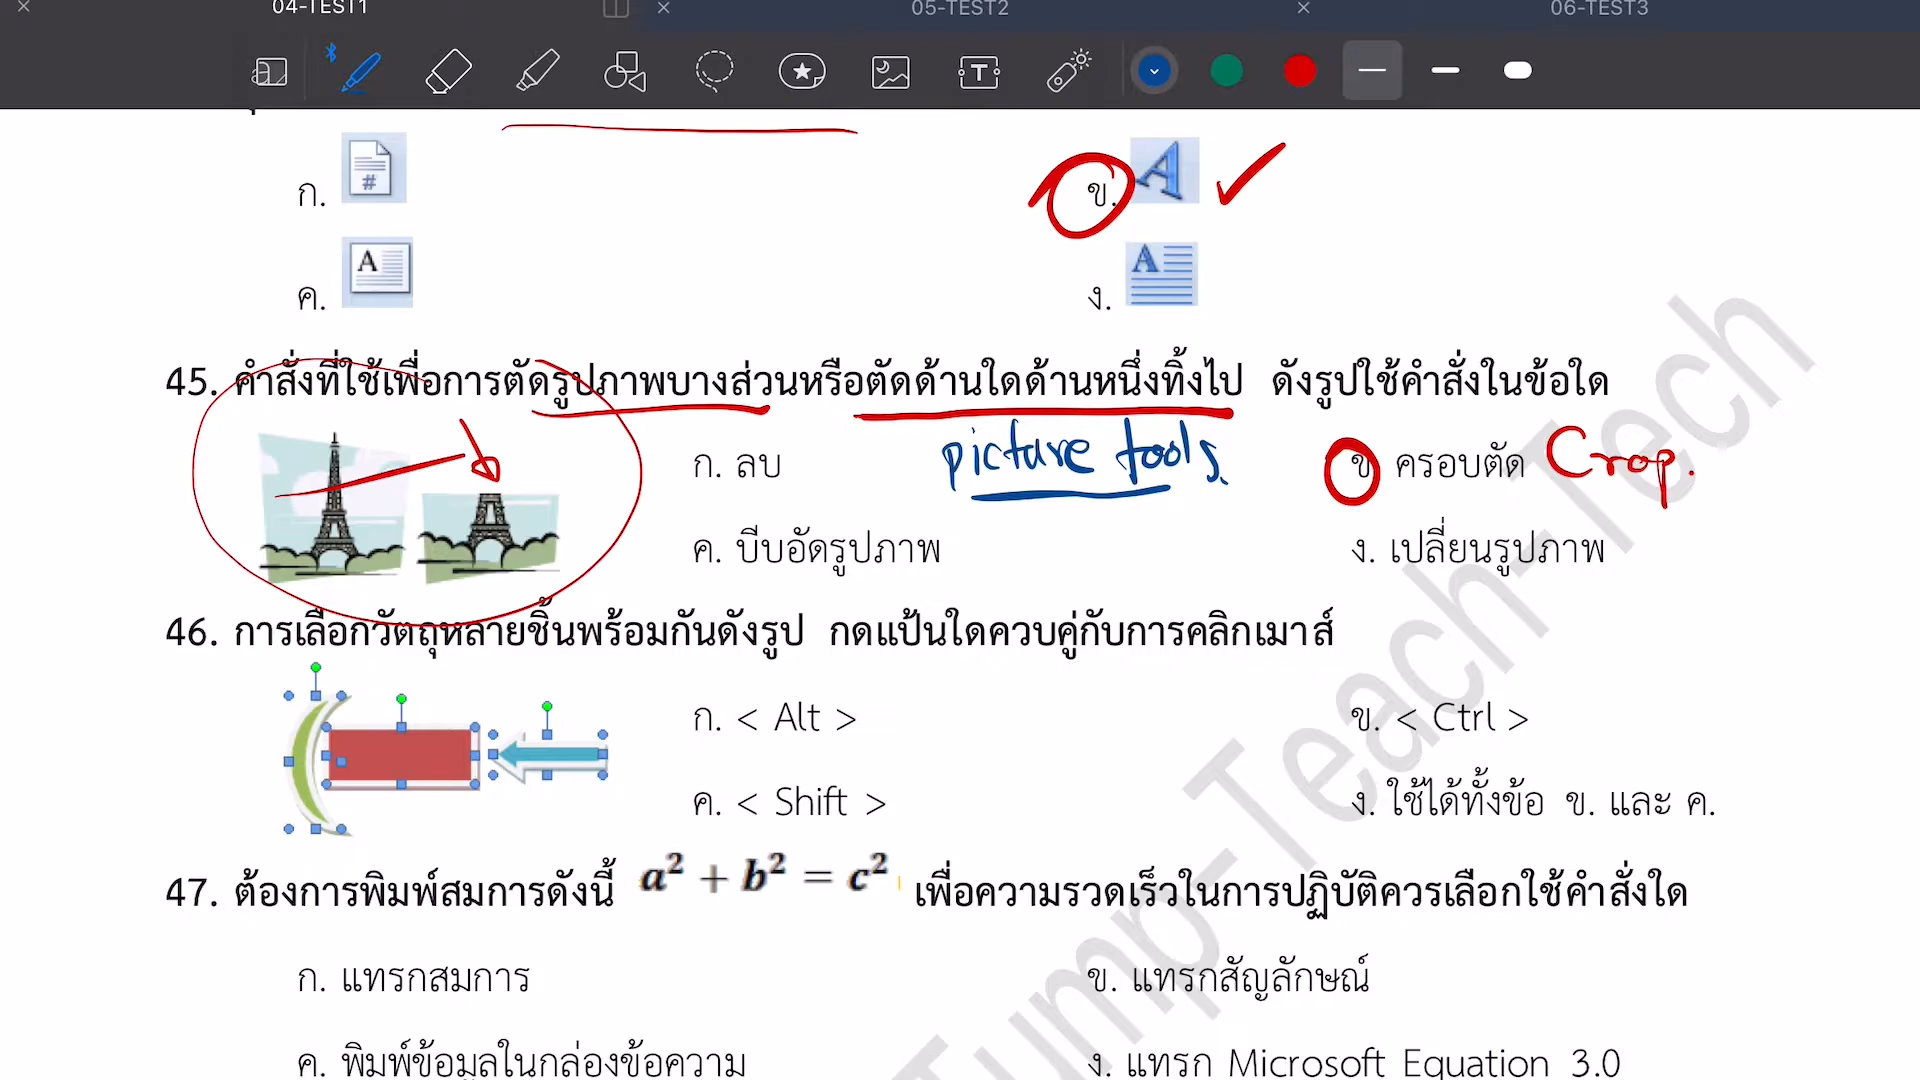 04-TEST1
05-TEST2
06-TEST3
ก.
ข.
ค.
ง.
45. คำสั่งที่ใช้เพื่อการตัดรูปภาพบางส่วนหรือตัดด้านใดด้านหนึ่งทิ้งไป ดังรูปใช้คำสั่งในข้อใด
ก. ลบ
picture tools
ข ครอบตัด Crop.
ค. บีบอัดรูปภาพ
ง. เปลี่ยนรูปภาพ
46. การเลือกวัตถุหลายชิ้นพร้อมกันดังรูป กดแป้นใดควบคู่กับการคลิกเมาส์
ก. < Alt >
ข. < Ctrl >
ค. < Shift >
ง. ใช้ได้ทั้งข้อ ข. และ ค.
47. ต้องการพิมพ์สมการดังนี้ a² + b² = c² เพื่อความรวดเร็วในการปฏิบัติควรเลือกใช้คำสั่งใด
ก. แทรกสมการ
ข. แทรกสัญลักษณ์
ค. พิมพ์ข้อมูลในกล่องข้อความ
ง. แทรก Microsoft Equation 3.0
Tump-Teach-Tech